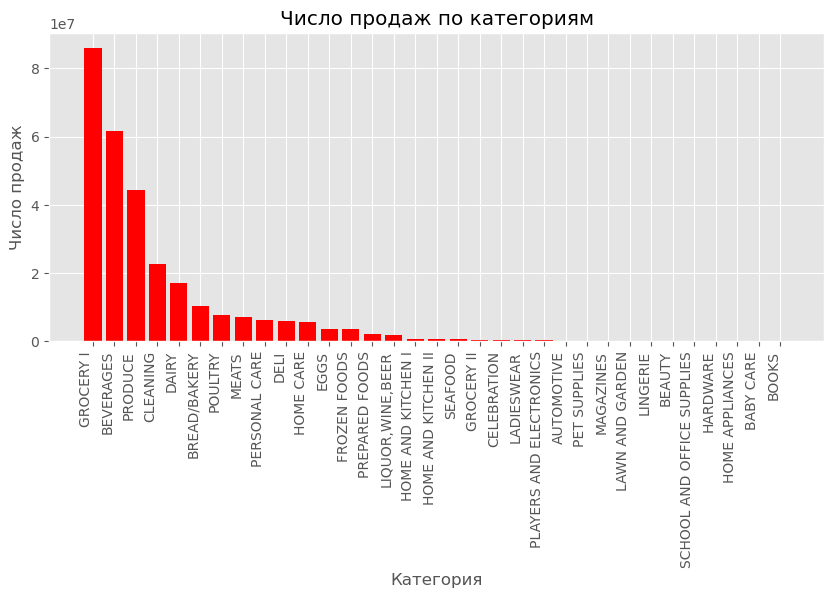 Число продаж по категориям
1e7
Число продаж
8
6
4
2
0
GROCERY I
BEVERAGES
PRODUCE
CLEANING
DAIRY
BREAD/BAKERY
POULTRY
MEATS
PERSONAL CARE
DELI
HOME CARE
EGGS
FROZEN FOODS
PREPARED FOODS
LIQUOR,WINE,BEER
HOME AND KITCHEN I
HOME AND KITCHEN II
SEAFOOD
GROCERY II
CELEBRATION
LADIESWEAR
PLAYERS AND ELECTRONICS
AUTOMOTIVE
PET SUPPLIES
MAGAZINES
LAWN AND GARDEN
LINGERIE
BEAUTY
SCHOOL AND OFFICE SUPPLIES
HARDWARE
HOME APPLIANCES
BABY CARE
BOOKS
Категория